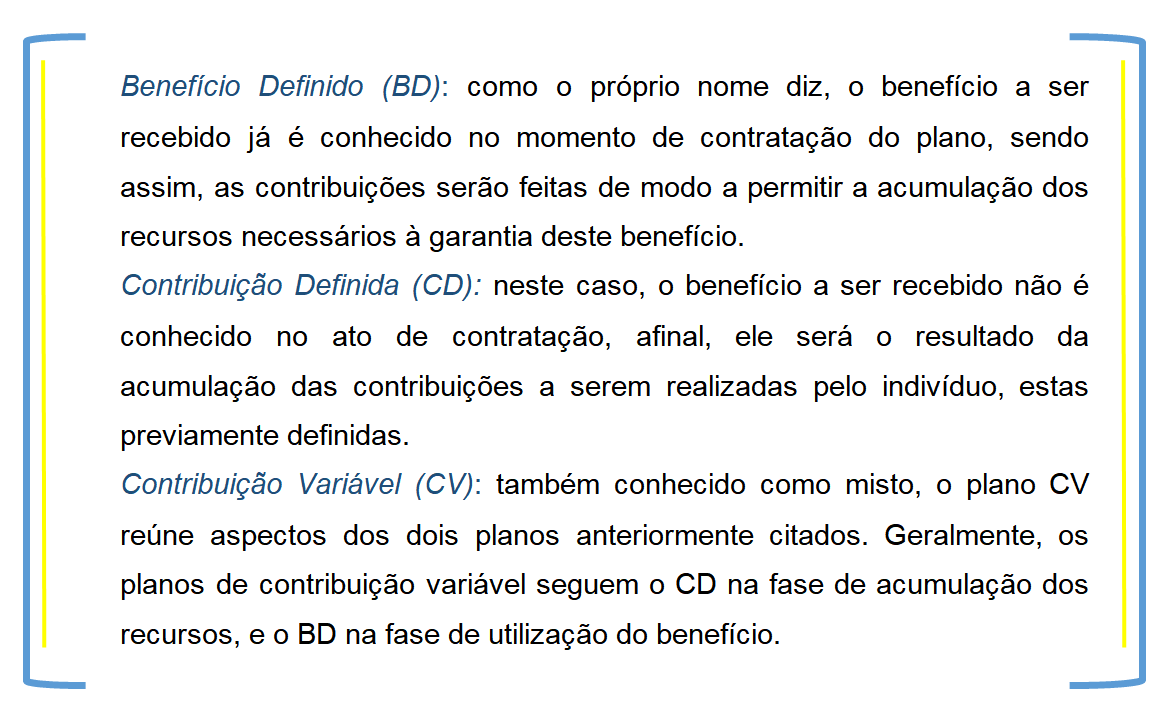 Benefício Definido (BD): como o próprio nome diz, o benefício a ser
recebido já é conhecido no momento de contratação do plano, sendo
assim, as contribuições serão feitas de modo a permitir a acumulação dos
recursos necessários à garantia deste benefício.
Contribuição Definida (CD): neste caso, o benefício a ser recebido não é
conhecido no ato de contratação, afinal, ele será o resultado da
acumulação das contribuições a serem realizadas pelo indivíduo, estas
previamente definidas.
Contribuição Variável (CV): também conhecido como misto, o plano CV
reúne aspectos dos dois planos anteriormente citados. Geralmente, os
planos de contribuição variável seguem o CD na fase de acumulação dos
recursos, e o BD na fase de utilização do benefício.